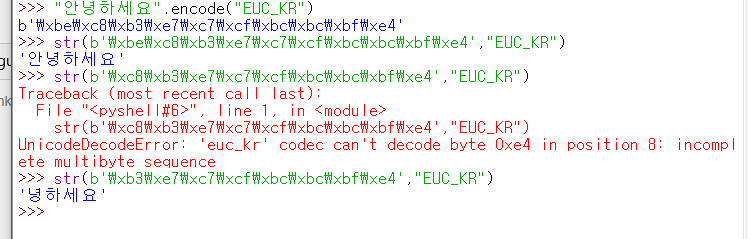 >>> "안녕하세요".encode("EUC_KR")
b'₩xbe₩xc8₩xb3₩xe7₩xc7₩xcf₩xbc₩xbc₩xbf₩xe4'
>>> str(b'₩xbe₩xc8₩xb3₩xe7₩xc7₩xcf₩xbc₩xbc₩xbf₩xe4',"EUC_KR")
'안녕하세요'
>>> str(b'₩xc8₩xb3₩xe7₩xc7₩xcf₩xbc₩xbc₩xbf₩xe4',"EUC_KR")
Traceback (most recent call last):
  File "<pyshell#6>", line 1, in <module>
    str(b'₩xc8₩xb3₩xe7₩xc7₩xcf₩xbc₩xbc₩xbf₩xe4',"EUC_KR")
UnicodeDecodeError: 'euc_kr' codec can't decode byte 0xe4 in position 8: incompl
ete multibyte sequence
>>> str(b'₩xb3₩xe7₩xc7₩xcf₩xbc₩xbc₩xbf₩xe4',"EUC_KR")
'녕하세요'
>>>